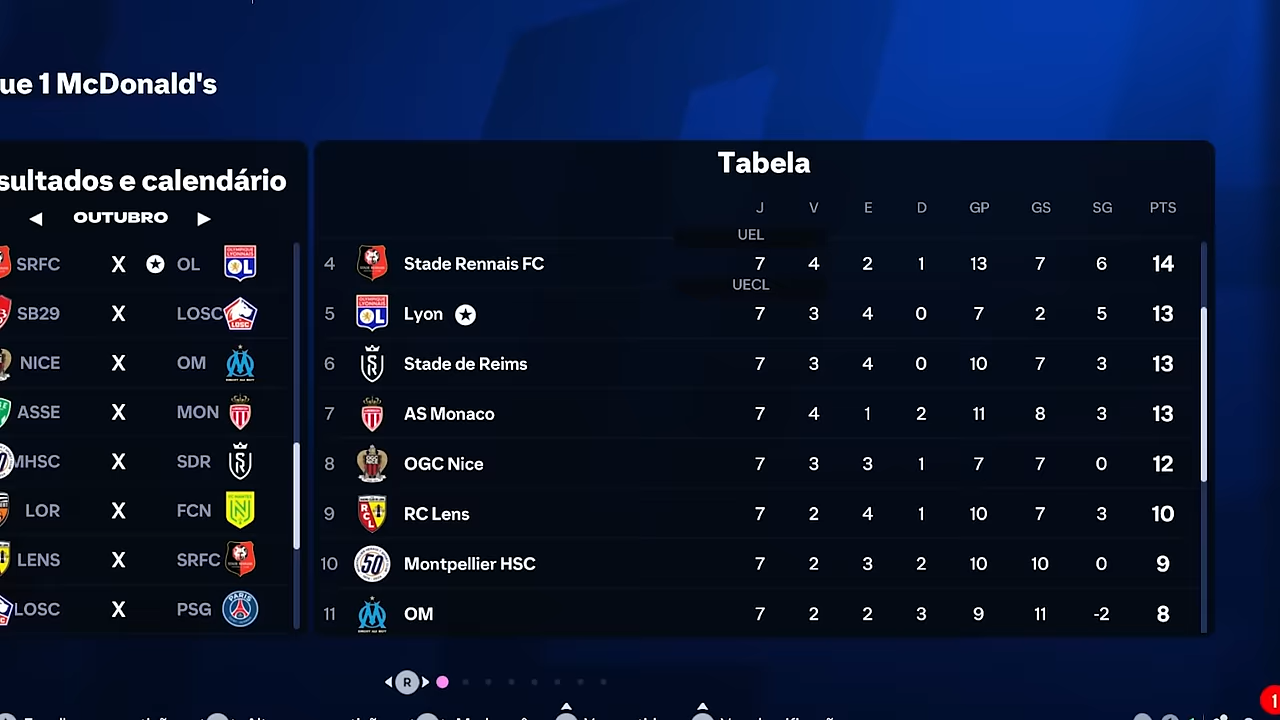 ue 1 McDonald's
sultados e calendário
OUTUBRO
SRFC X OL
SB29 X LOSC
NICE X OM
ASSE X MON
MHSC X SDR
LOR X FCN
LENS X SRFC
LOSC X PSG
Tabela
J V E D GP GS SG PTS
UEL
4 Stade Rennais FC 7 4 2 1 13 7 6 14
UECL
5 Lyon 7 3 4 0 7 2 5 13
6 Stade de Reims 7 3 4 0 10 7 3 13
7 AS Monaco 7 4 1 2 11 8 3 13
8 OGC Nice 7 3 3 1 7 7 0 12
9 RC Lens 7 2 4 1 10 7 3 10
10 Montpellier HSC 7 2 3 2 10 10 0 9
11 OM 7 2 2 3 9 11 -2 8
R
1